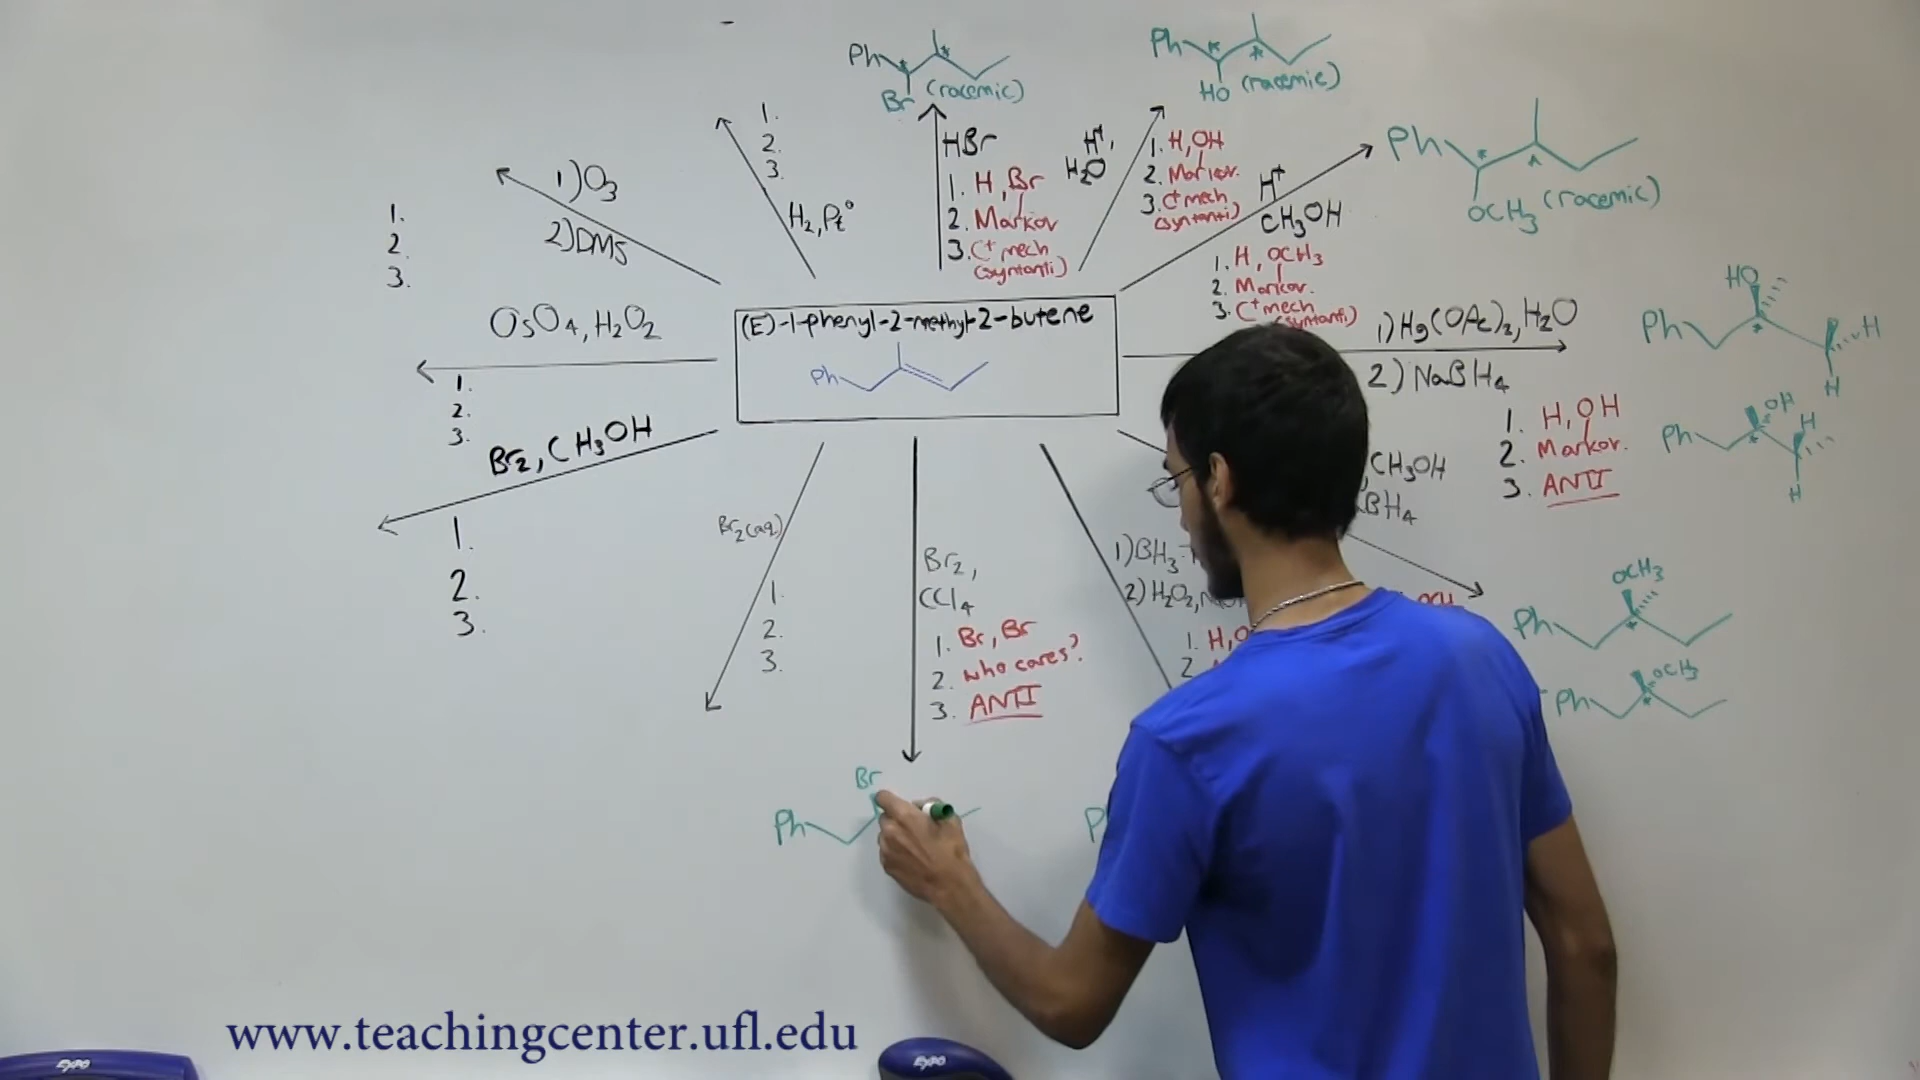 Ph
Br (racemic)
Ph
HO (racemic)
1.
2.
3.
H2, Pt°
HBr
1. H, Br
2. Markov
3. C+ mech
(syn+anti)
H+,
H2O
1. H, OH
2. Markov.
3. C+ mech
(syn+anti)
H+
CH3OH
1. H, OCH3
2. Markov.
3. C+ mech
(syn+anti)
Ph
OCH3 (racemic)
1) O3
2) DMS
1.
2.
3.
OsO4, H2O2
1.
2.
3.
(E)-1-phenyl-2-methyl-2-butene
Ph
1) Hg(OAc)2, H2O
2) NaBH4
1. H, OH
2. Markov.
3. ANTI
HO
Ph
H
H
OH
Ph
H
H
Br2, CH3OH
1.
2.
3.
Br2(aq)
1.
2.
3.
Br2,
CCl4
1. Br, Br
2. who cares?
3. ANTI
1) BH3
2) H2O2,
1. H,
2.
CH3OH
BH4
OCH3
Ph
OCH3
Ph
Br
Ph
www.teachingcenter.ufl.edu
EXPO
EXPO